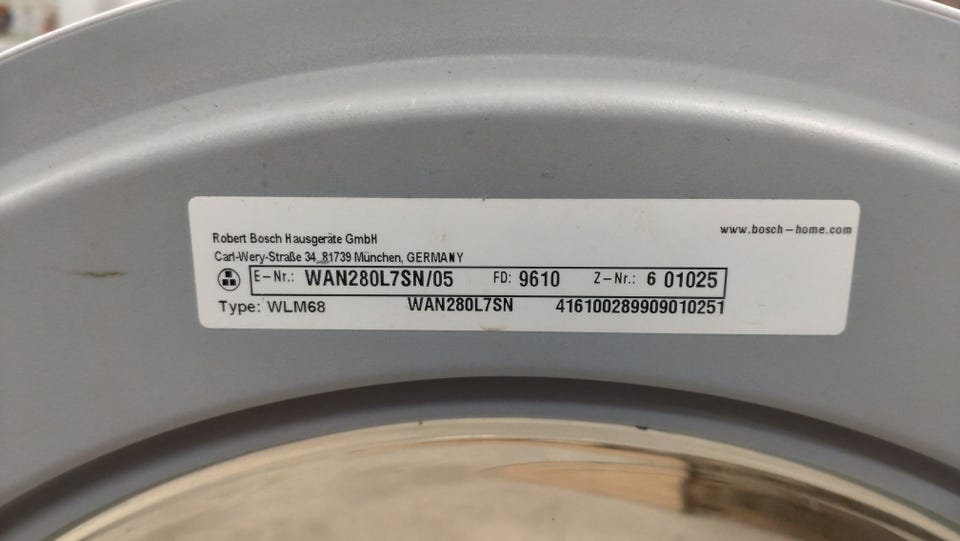 www.bosch-home.com
Robert Bosch Hausgeräte GmbH
Carl-Wery-Straße 34, 81739 München, GERMANY
E-Nr.: WAN280L7SN/05 FD: 9610 Z-Nr.: 6 01025
Type: WLM68 WAN280L7SN 416100289909010251